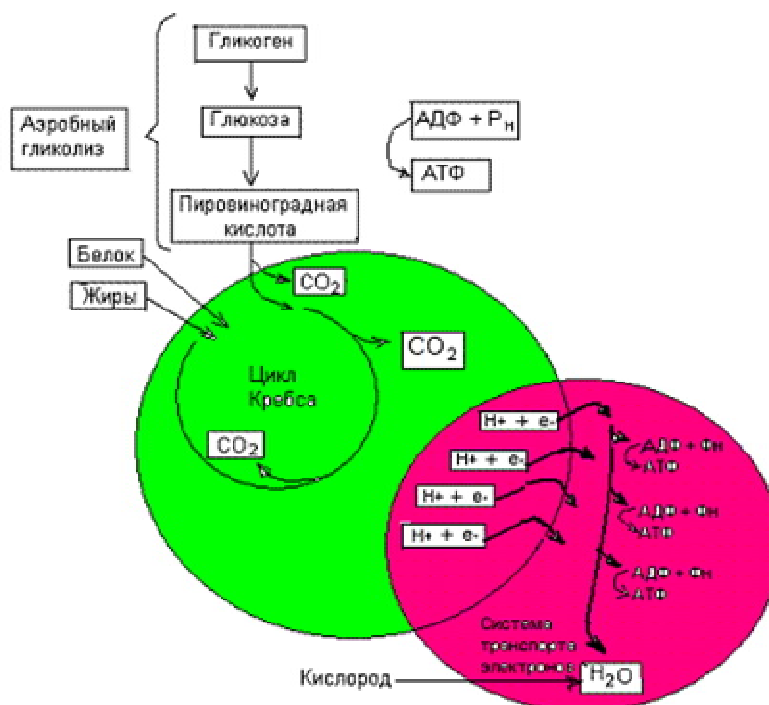 Гликоген
Аэробный
гликолиз
Глюкоза
АДФ + Рн
АТФ
Пировиноградная
кислота
Белок
Жиры
CO2
CO2
Цикл
Кребса
CO2
H+ + e-
H+ + e-
H+ + e-
H+ + e-
АДФ + Фн
АТФ
АДФ + Фн
АТФ
АДФ + Фн
АТФ
Система
транспорта
электронов
H2O
Кислород